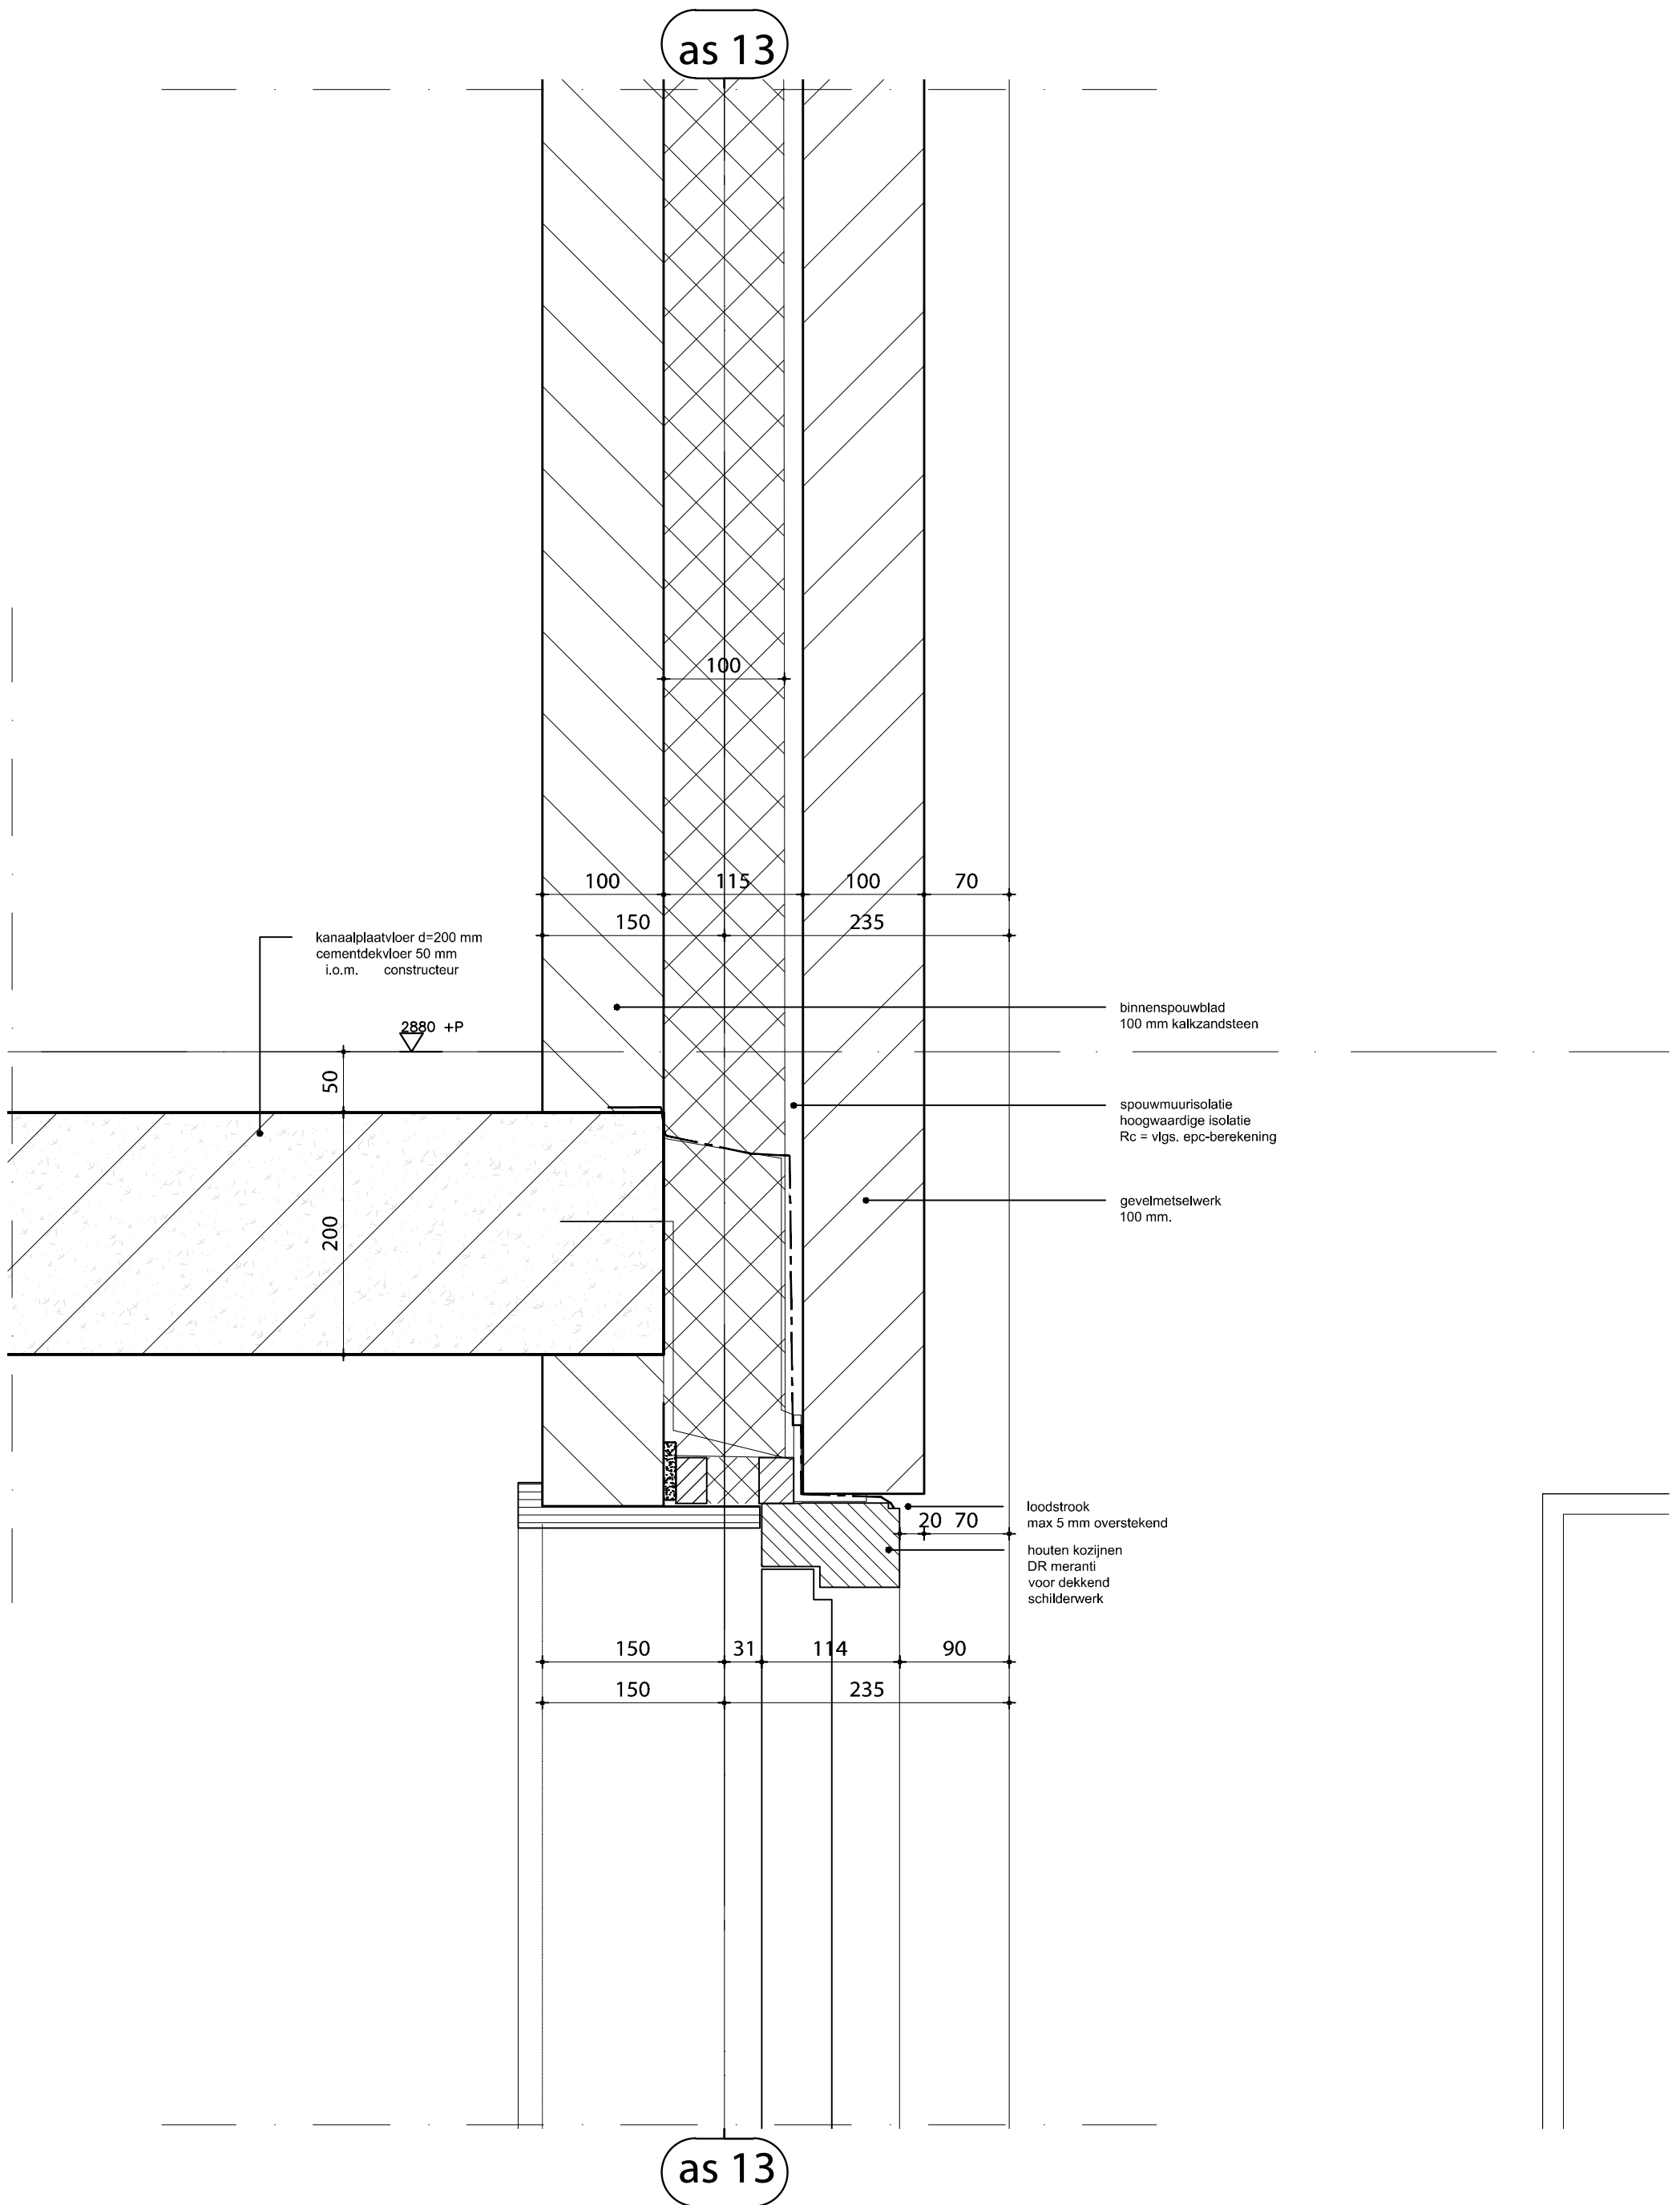 as 13
100
100
115
100
70
150
235
kanaalplaatvloer d=200 mm
cementdekvloer 50 mm
i.o.m. constructeur
binnenspouwblad
100 mm kalkzandsteen
2880 +P
50
spouwmuurisolatie
hoogwaardige isolatie
Rc = vlgs. epc-berekening
gevelmetselwerk
100 mm.
200
loodstrook
max 5 mm overstekend
20
70
houten kozijnen
DR meranti
voor dekkend
schilderwerk
150
31
114
90
150
235
as 13